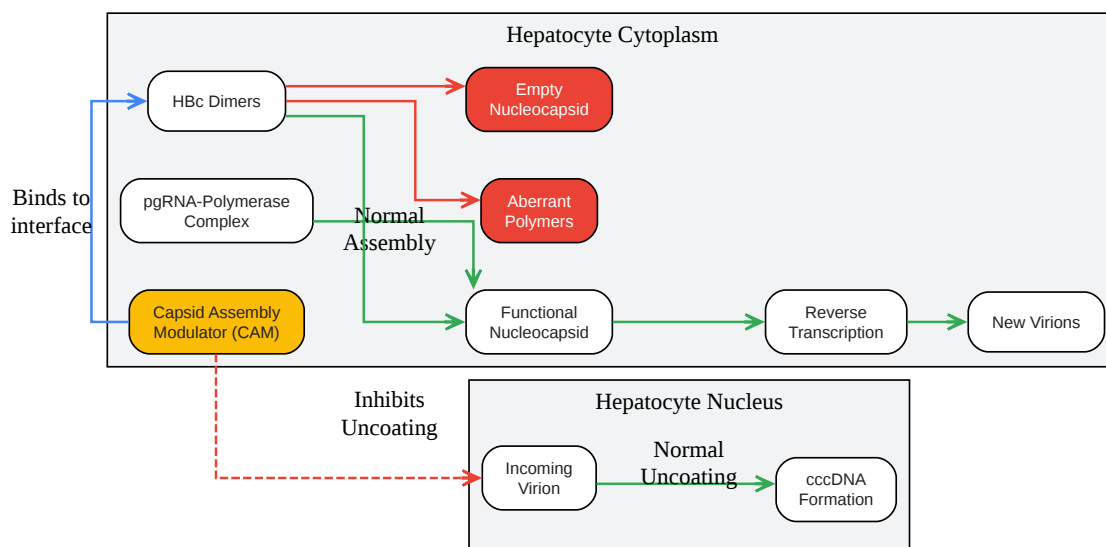 Hepatocyte Cytoplasm
HBc Dimers
Empty
Nucleocapsid
Binds to
interface
pgRNA-Polymerase
Complex
Normal
Assembly
Aberrant
Polymers
Capsid Assembly
Modulator (CAM)
Functional
Nucleocapsid
Reverse
Transcription
New Virions
Inhibits
Uncoating
Hepatocyte Nucleus
Incoming
Virion
Normal
Uncoating
cccDNA
Formation